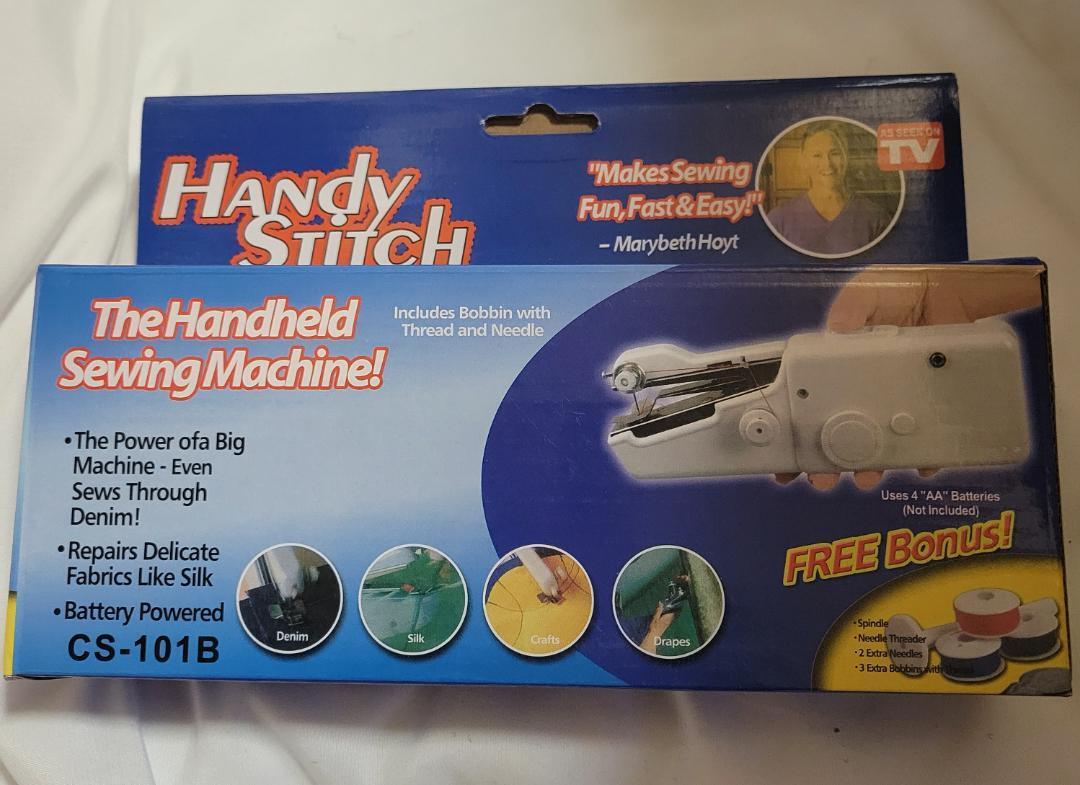 HANDY
STITCH
"Makes Sewing
Fun, Fast & Easy!"
– Marybeth Hoyt
AS SEEN ON
TV
The Handheld
Sewing Machine!
Includes Bobbin with
Thread and Needle
•The Power ofa Big
Machine - Even
Sews Through
Denim!
•Repairs Delicate
Fabrics Like Silk
•Battery Powered
CS-101B
Denim
Silk
Crafts
Drapes
Uses 4 "AA" Batteries
(Not Included)
FREE Bonus!
•Spindle
•Needle Threader
•2 Extra Needles
•3 Extra Bobbins with Thread